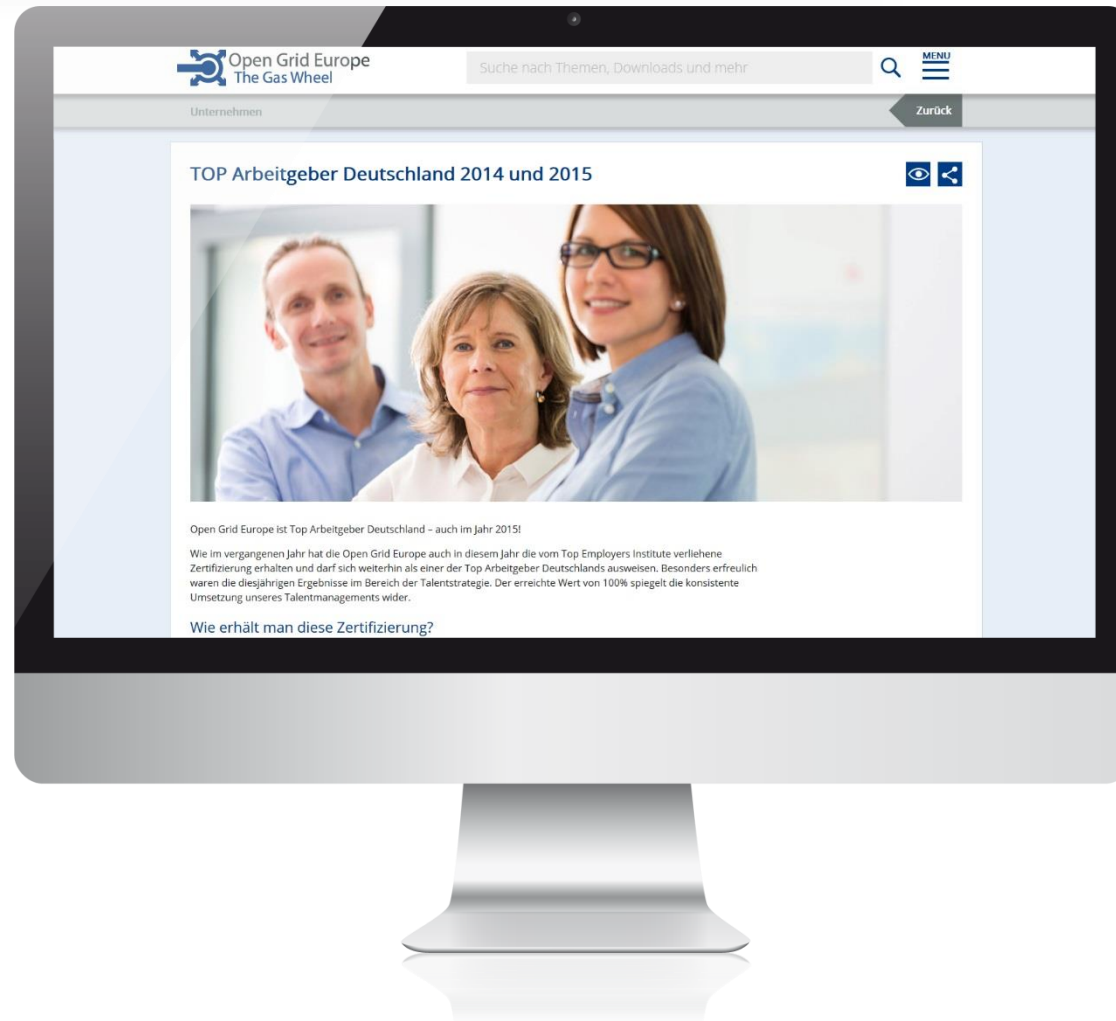 Open Grid Europe
The Gas Wheel
Suche nach Themen, Downloads und mehr
MENU
Unternehmen
Zurück
TOP Arbeitgeber Deutschland 2014 und 2015
Open Grid Europe ist Top Arbeitgeber Deutschland – auch im Jahr 2015!
Wie im vergangenen Jahr hat die Open Grid Europe auch in diesem Jahr die vom Top Employers Institute verliehene
Zertifizierung erhalten und darf sich weiterhin als einer der Top Arbeitgeber Deutschlands ausweisen. Besonders erfreulich
waren die diesjährigen Ergebnisse im Bereich der Talentstrategie. Der erreichte Wert von 100% spiegelt die konsistente
Umsetzung unseres Talentmanagements wider.
Wie erhält man diese Zertifizierung?